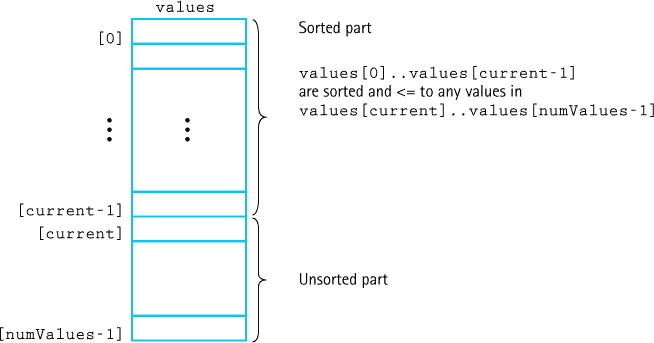 values
[0]
Sorted part
values[0]..values[current-1]
are sorted and <= to any values in
values[current]..values[numValues-1]
[current-1]
[current]
Unsorted part
[numValues-1]